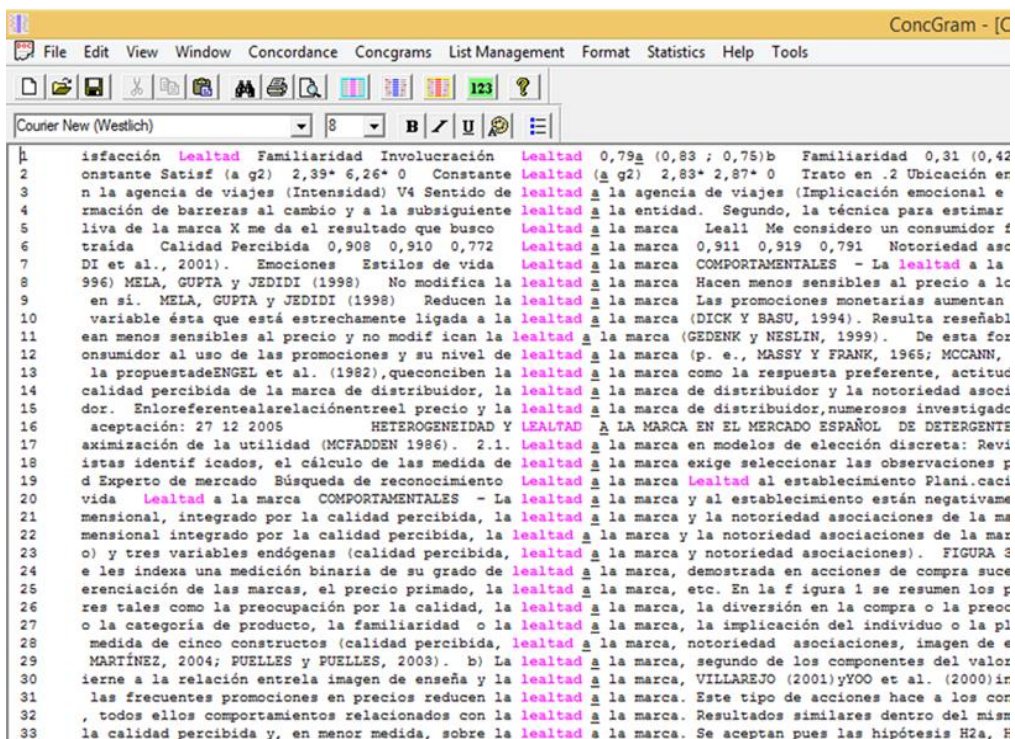 ConcGram - [C
File Edit View Window Concordance Concgrams List Management Format Statistics Help Tools
123 ?
Courier New (Westlich) 8 B I U
1 isfacción Lealtad Familiaridad Involucración Lealtad 0,79a (0,83 ; 0,75)b Familiaridad 0,31 (0,42
2 onstante Satisf (a g2) 2,39* 6,26* 0 Constante Lealtad (a g2) 2,83* 2,87* 0 Trato en .2 Ubicación en
3 n la agencia de viajes (Intensidad) V4 Sentido de lealtad a la agencia de viajes (Implicación emocional e
4 rmación de barreras al cambio y a la subsiguiente lealtad a la entidad. Segundo, la técnica para estimar
5 liva de la marca X me da el resultado que busco Lealtad a la marca Leal1 Me considero un consumidor f
6 traída Calidad Percibida 0,908 0,910 0,772 Lealtad a la marca 0,911 0,919 0,791 Notoriedad aso
7 DI et al., 2001). Emociones Estilos de vida Lealtad a la marca COMPORTAMENTALES - La lealtad a la
8 996) MELA, GUPTA y JEDIDI (1998) No modifica la lealtad a la marca Hacen menos sensibles al precio a lo
9 en sí. MELA, GUPTA y JEDIDI (1998) Reducen la lealtad a la marca Las promociones monetarias aumentan
10 variable ésta que está estrechamente ligada a la lealtad a la marca (DICK Y BASU, 1994). Resulta reseñabl
11 ean menos sensibles al precio y no modif ican la lealtad a la marca (GEDENK y NESLIN, 1999). De esta for
12 onsumidor al uso de las promociones y su nivel de lealtad a la marca (p. e., MASSY Y FRANK, 1965; MCCANN,
13 la propuestadeENGEL et al. (1982),queconciben la lealtad a la marca como la respuesta preferente, actitud
14 calidad percibida de la marca de distribuidor, la lealtad a la marca de distribuidor y la notoriedad asoci
15 dor. Enloreferentealarelaciónentreel precio y la lealtad a la marca de distribuidor,numerosos investigado
16 aceptación: 27 12 2005 HETEROGENEIDAD Y LEALTAD A LA MARCA EN EL MERCADO ESPAÑOL DE DETERGENTE
17 aximización de la utilidad (MCFADDEN 1986). 2.1. Lealtad a la marca en modelos de elección discreta: Revi
18 istas identif icados, el cálculo de las medida de lealtad a la marca exige seleccionar las observaciones p
19 d Experto de mercado Búsqueda de reconocimiento Lealtad a la marca Lealtad al establecimiento Plani.caci
20 vida Lealtad a la marca COMPORTAMENTALES - La lealtad a la marca y al establecimiento están negativame
21 mensional, integrado por la calidad percibida, la lealtad a la marca y la notoriedad asociaciones de la ma
22 mensional integrado por la calidad percibida, la lealtad a la marca y la notoriedad asociaciones de la mar
23 o) y tres variables endógenas (calidad percibida, lealtad a la marca y notoriedad asociaciones). FIGURA 3
24 e les indexa una medición binaria de su grado de lealtad a la marca, demostrada en acciones de compra suce
25 erenciación de las marcas, el precio primado, la lealtad a la marca, etc. En la f igura 1 se resumen los p
26 res tales como la preocupación por la calidad, la lealtad a la marca, la diversión en la compra o la preoc
27 o la categoría de producto, la familiaridad o la lealtad a la marca, la implicación del individuo o la pl
28 medida de cinco constructos (calidad percibida, lealtad a la marca, notoriedad asociaciones, imagen de e
29 MARTÍNEZ, 2004; PUELLES y PUELLES, 2003). b) La lealtad a la marca, segundo de los componentes del valor
30 ierne a la relación entrela imagen de enseña y la lealtad a la marca, VILLAREJO (2001)yYOO et al. (2000)in
31 las frecuentes promociones en precios reducen la lealtad a la marca. Este tipo de acciones hace a los con
32 , todos ellos comportamientos relacionados con la lealtad a la marca. Resultados similares dentro del mism
33 la calidad percibida y, en menor medida, sobre la lealtad a la marca. Se aceptan pues las hipótesis H2a, H